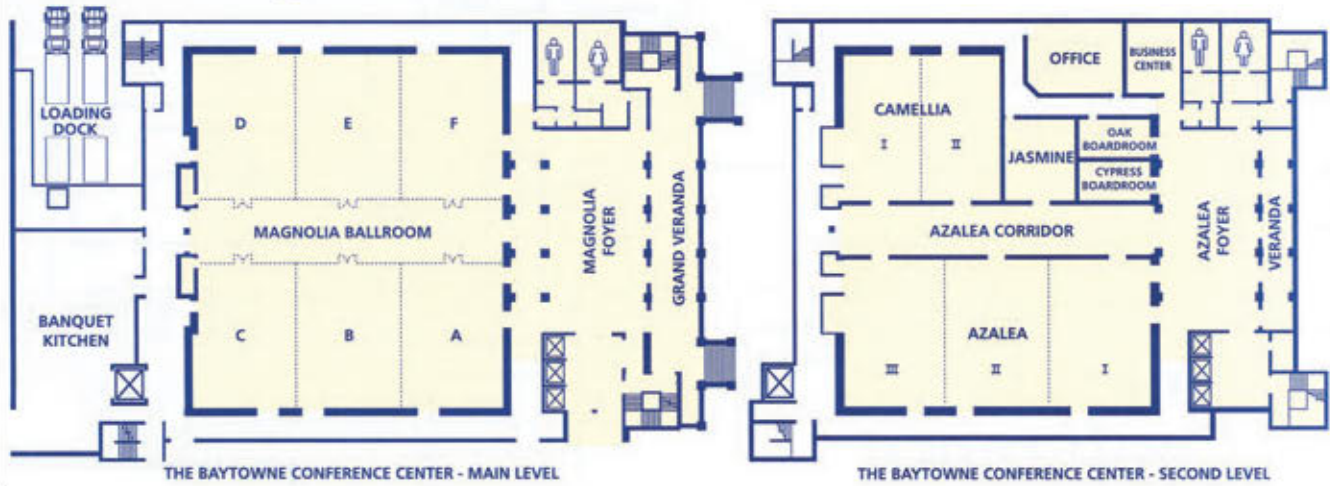 LOADING
DOCK
D
E
F
MAGNOLIA BALLROOM
C
B
A
BANQUET
KITCHEN
MAGNOLIA
FOYER
GRAND VERANDA
THE BAYTOWNE CONFERENCE CENTER - MAIN LEVEL
OFFICE
BUSINESS
CENTER
CAMELLIA
I
II
JASMINE
OAK
BOARDROOM
CYPRESS
BOARDROOM
AZALEA CORRIDOR
AZALEA
FOYER
VERANDA
AZALEA
III
II
I
THE BAYTOWNE CONFERENCE CENTER - SECOND LEVEL